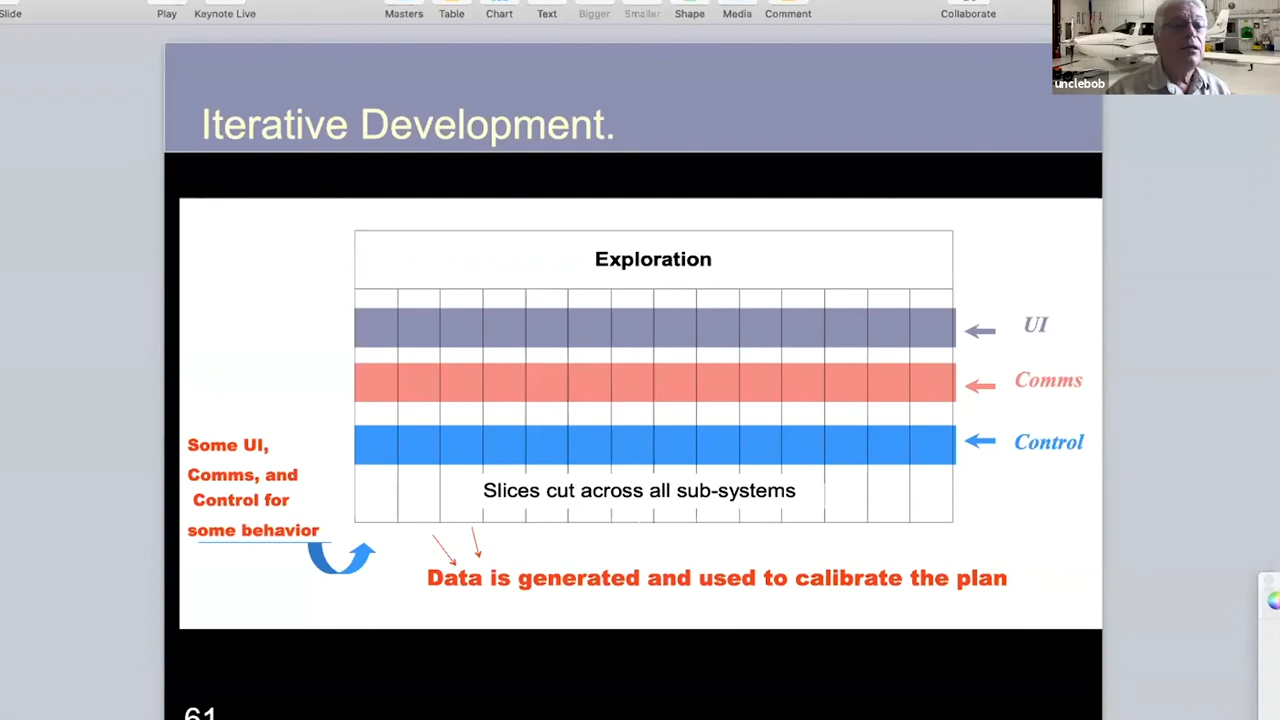 Slide
Play
Keynote Live
Masters
Table
Chart
Text
Bigger
Smaller
Shape
Media
Comment
Collaborate
unclebob
Iterative Development.
Exploration
UI
Comms
Control
Some UI,
Comms, and
Control for
some behavior
Slices cut across all sub-systems
Data is generated and used to calibrate the plan
61